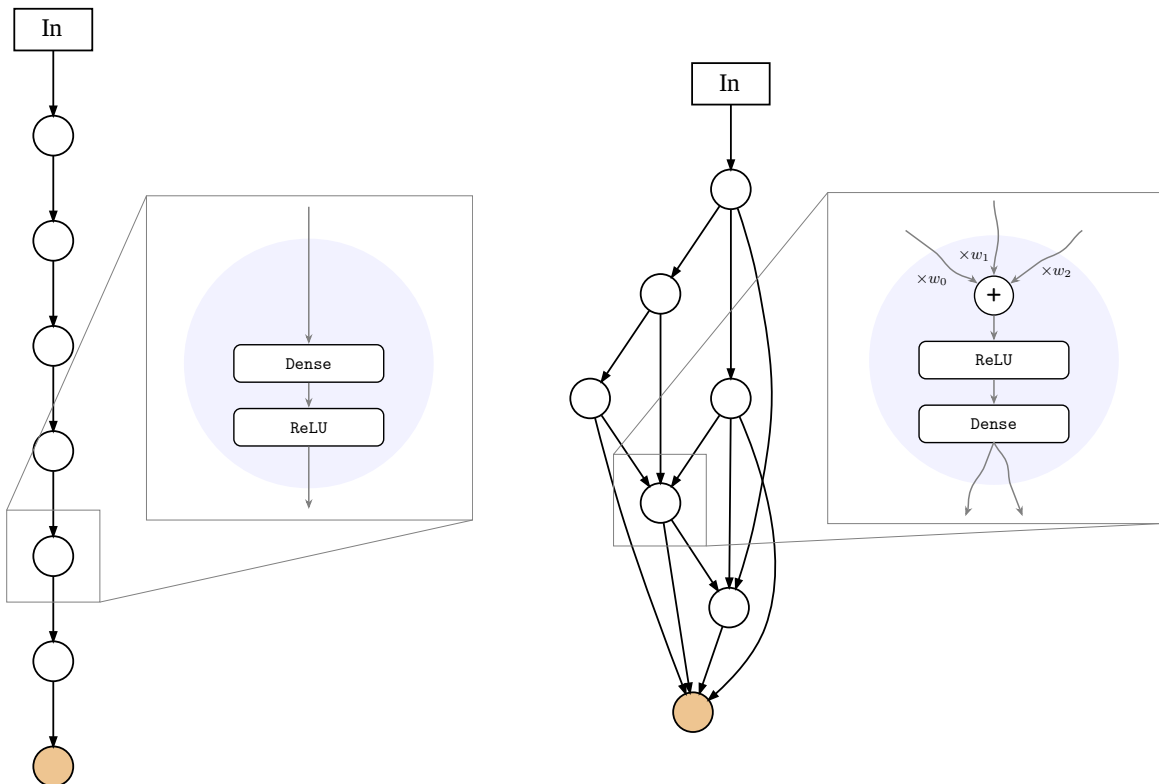 In
Dense
ReLU
In
×w₁
×w₀
×w₂
+
ReLU
Dense